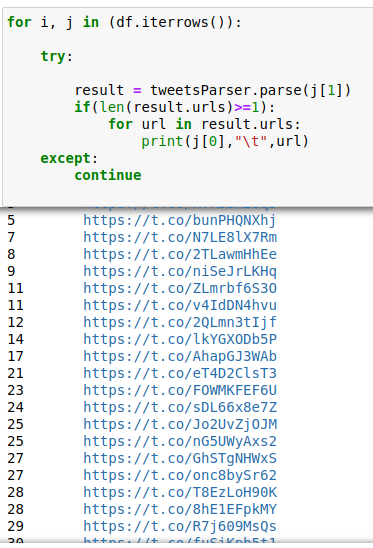 for i, j in (df.iterrows()):
try:
result = tweetsParser.parse(j[1])
if(len(result.urls)>=1):
for url in result.urls:
print(j[0],"\t",url)
except:
continue
5 https://t.co/bunPHQNXhj
7 https://t.co/N7LE8lX7Rm
8 https://t.co/2TLawmHhEe
9 https://t.co/niSeJrLKHq
11 https://t.co/ZLmrbf6S3O
11 https://t.co/v4IdDN4hvu
12 https://t.co/2QLmn3tIjf
14 https://t.co/lkYGXODb5P
17 https://t.co/AhapGJ3WAb
21 https://t.co/eT4D2ClsT3
23 https://t.co/FOWMKFEF6U
24 https://t.co/sDL66x8e7Z
25 https://t.co/Jo2UvZjOJM
25 https://t.co/nG5UWyAxs2
27 https://t.co/GhSTgNHWxS
27 https://t.co/onc8bySr62
28 https://t.co/T8EzLoH90K
28 https://t.co/8hE1EFpkMY
29 https://t.co/R7j609MsQs